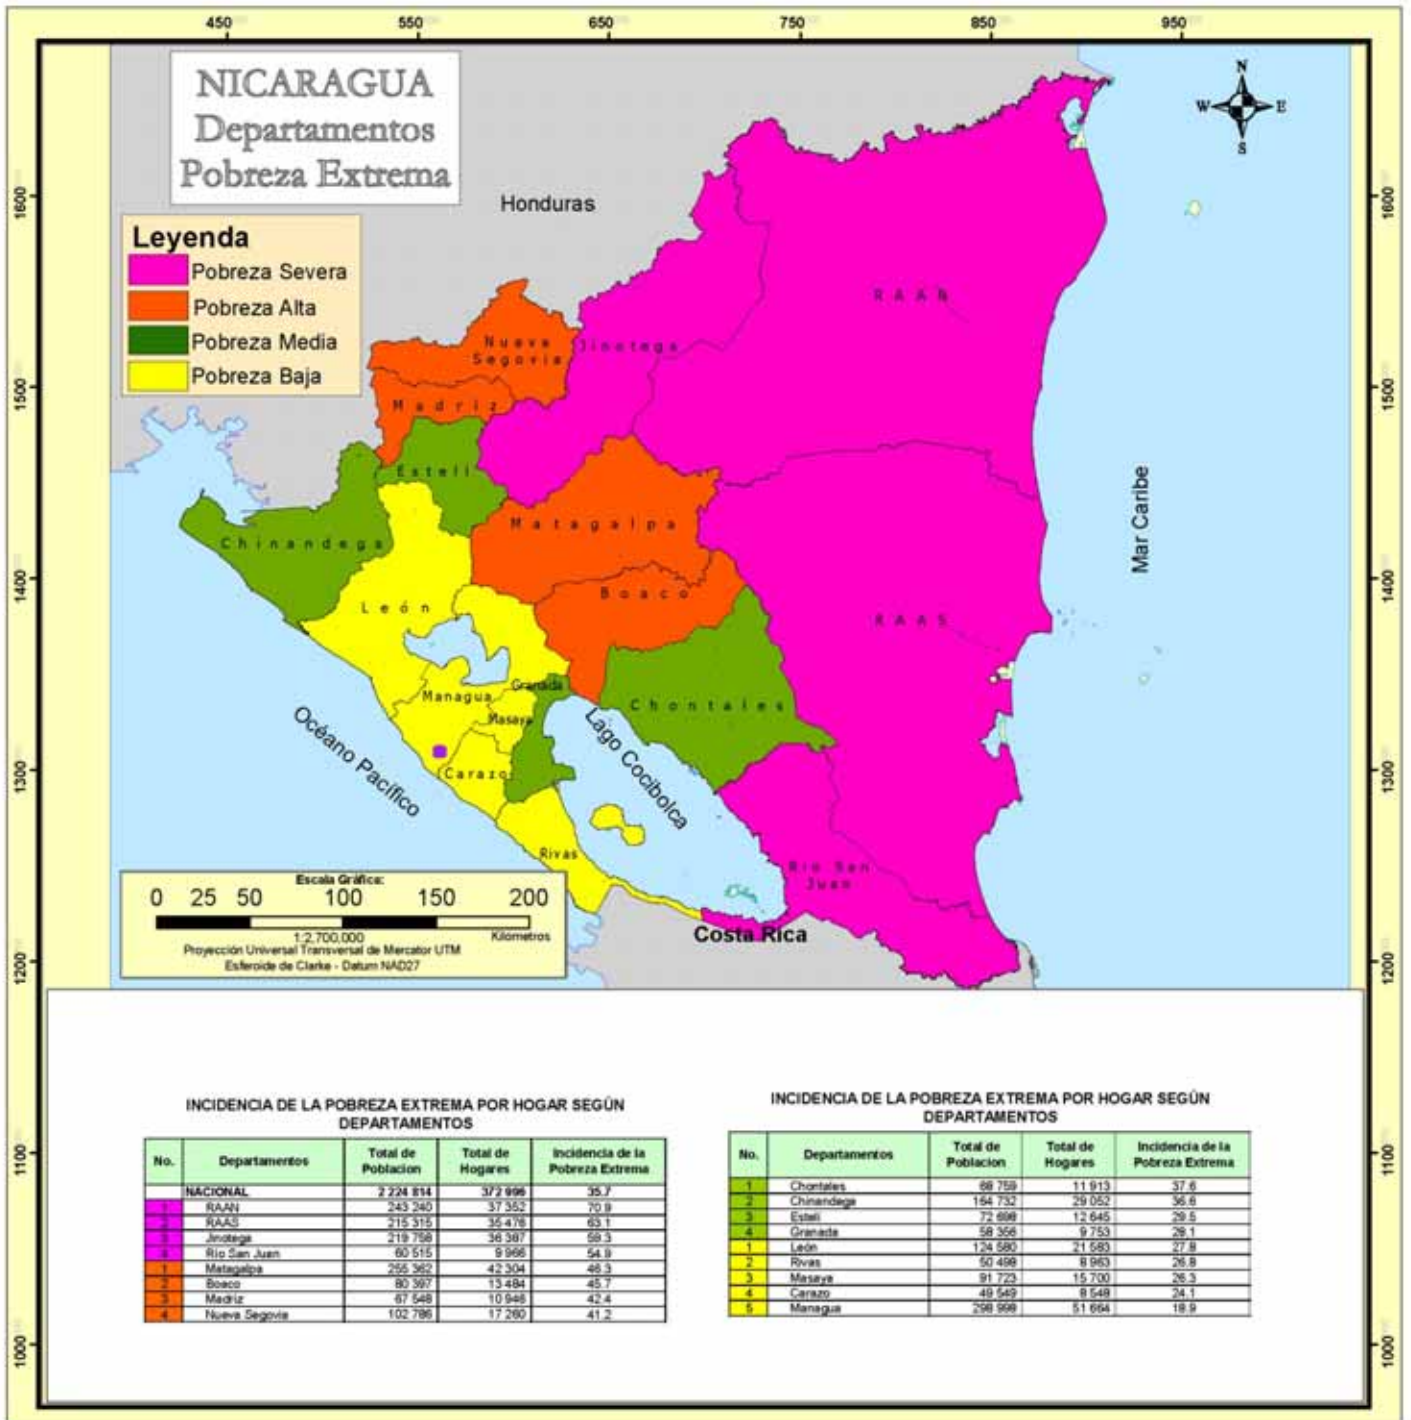 450 550 650 750 850 950
NICARAGUA
Departamentos
Pobreza Extrema
N
W E
S
1600 1600
Honduras
Leyenda
Pobreza Severa
Pobreza Alta
Pobreza Media
Pobreza Baja
R A A N
Nueva
Segovia
Jinotega
1500 1500
Madriz
Estelí
Mar Caribe
Matagalpa
Chinandega
1400 1400
Boaco
León
R A A S
Granada
Managua
Chontales
Masaya
Lago Cocibolca
Océano Pacífico
1300 1300
Carazo
Rivas
Rio San
Juan
Escala Gráfica:
0 25 50 100 150 200
1:2,700,000 Kilómetros
Proyección Universal Transversal de Mercator UTM
Esferoide de Clarke - Datum NAD27
Costa Rica
1200 1200
1100 1100
1000 1000
INCIDENCIA DE LA POBREZA EXTREMA POR HOGAR SEGÚN
DEPARTAMENTOS
No. Departamentos Total de Poblacion Total de Hogares Incidencia de la Pobreza Extrema
NACIONAL 2 224 814 372 996 35.7
1 RAAN 243 240 37 352 70.9
2 RAAS 215 315 35 476 63.1
3 Jinotega 219 758 36 387 59.3
4 Rio San Juan 60 515 9 966 54.9
1 Matagalpa 255 362 42 304 46.3
2 Boaco 80 397 13 484 45.7
3 Madriz 67 548 10 946 42.4
4 Nueva Segovia 102 786 17 260 41.2
INCIDENCIA DE LA POBREZA EXTREMA POR HOGAR SEGÚN
DEPARTAMENTOS
No. Departamentos Total de Poblacion Total de Hogares Incidencia de la Pobreza Extrema
1 Chontales 68 759 11 913 37.6
2 Chinandega 164 732 29 052 36.6
3 Estelí 72 698 12 645 29.5
4 Granada 58 356 9 753 28.1
1 León 124 580 21 583 27.8
2 Rivas 50 498 8 963 26.8
3 Masaya 91 723 15 700 26.3
4 Carazo 49 549 8 548 24.1
5 Managua 298 998 51 664 18.9